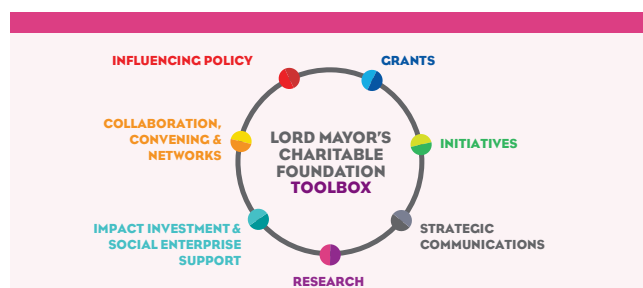 INFLUENCING POLICY
GRANTS
COLLABORATION,
CONVENING &
NETWORKS
LORD MAYOR'S
CHARITABLE
FOUNDATION
TOOLBOX
INITIATIVES
IMPACT INVESTMENT &
SOCIAL ENTERPRISE
SUPPORT
STRATEGIC
COMMUNICATIONS
RESEARCH